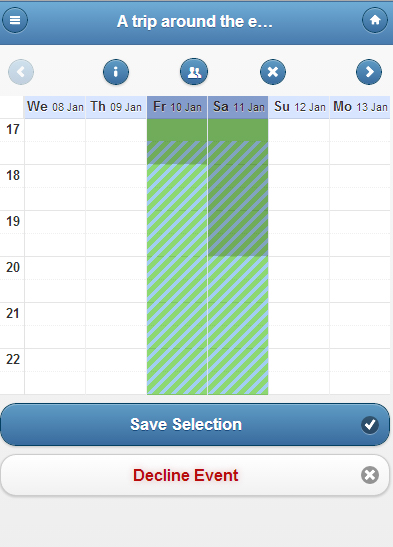 A trip around the e...
We 08 Jan Th 09 Jan Fr 10 Jan Sa 11 Jan Su 12 Jan Mo 13 Jan
17
18
19
20
21
22
Save Selection
Decline Event